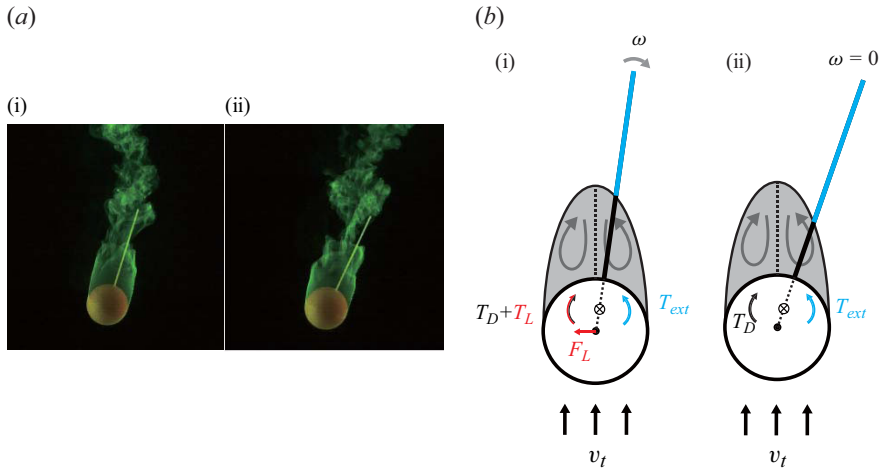 (a)
(i)
(ii)
(b)
(i)
ω
T_D+T_L
T_ext
F_L
v_t
(ii)
ω = 0
T_D
T_ext
v_t